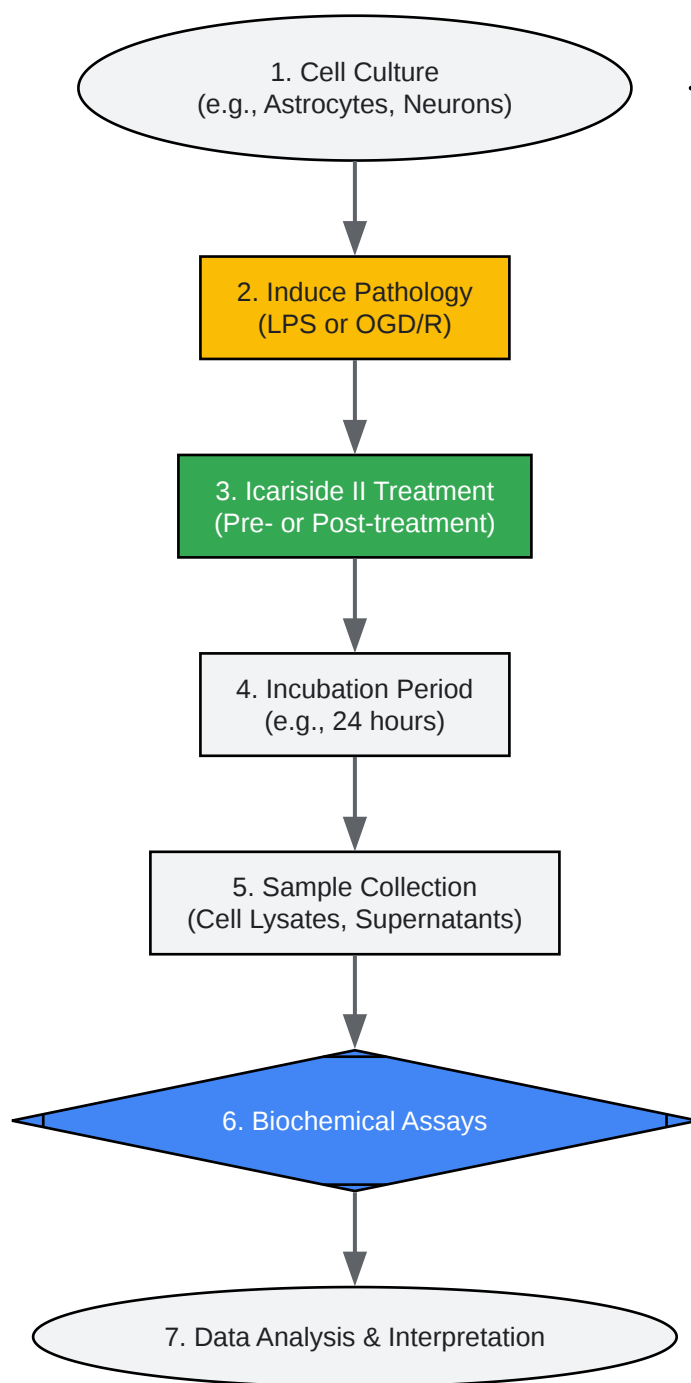 1. Cell Culture
(e.g., Astrocytes, Neurons)
2. Induce Pathology
(LPS or OGD/R)
3. Icariside II Treatment
(Pre- or Post-treatment)
4. Incubation Period
(e.g., 24 hours)
5. Sample Collection
(Cell Lysates, Supernatants)
6. Biochemical Assays
7. Data Analysis & Interpretation